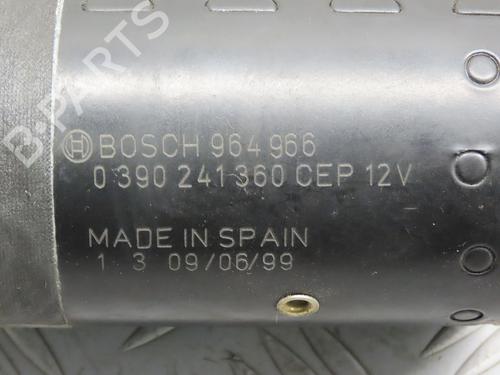 B-PARTS
BOSCH 964 966
0 390 241 360 CEP 12V
MADE IN SPAIN
1 3 09/06/99